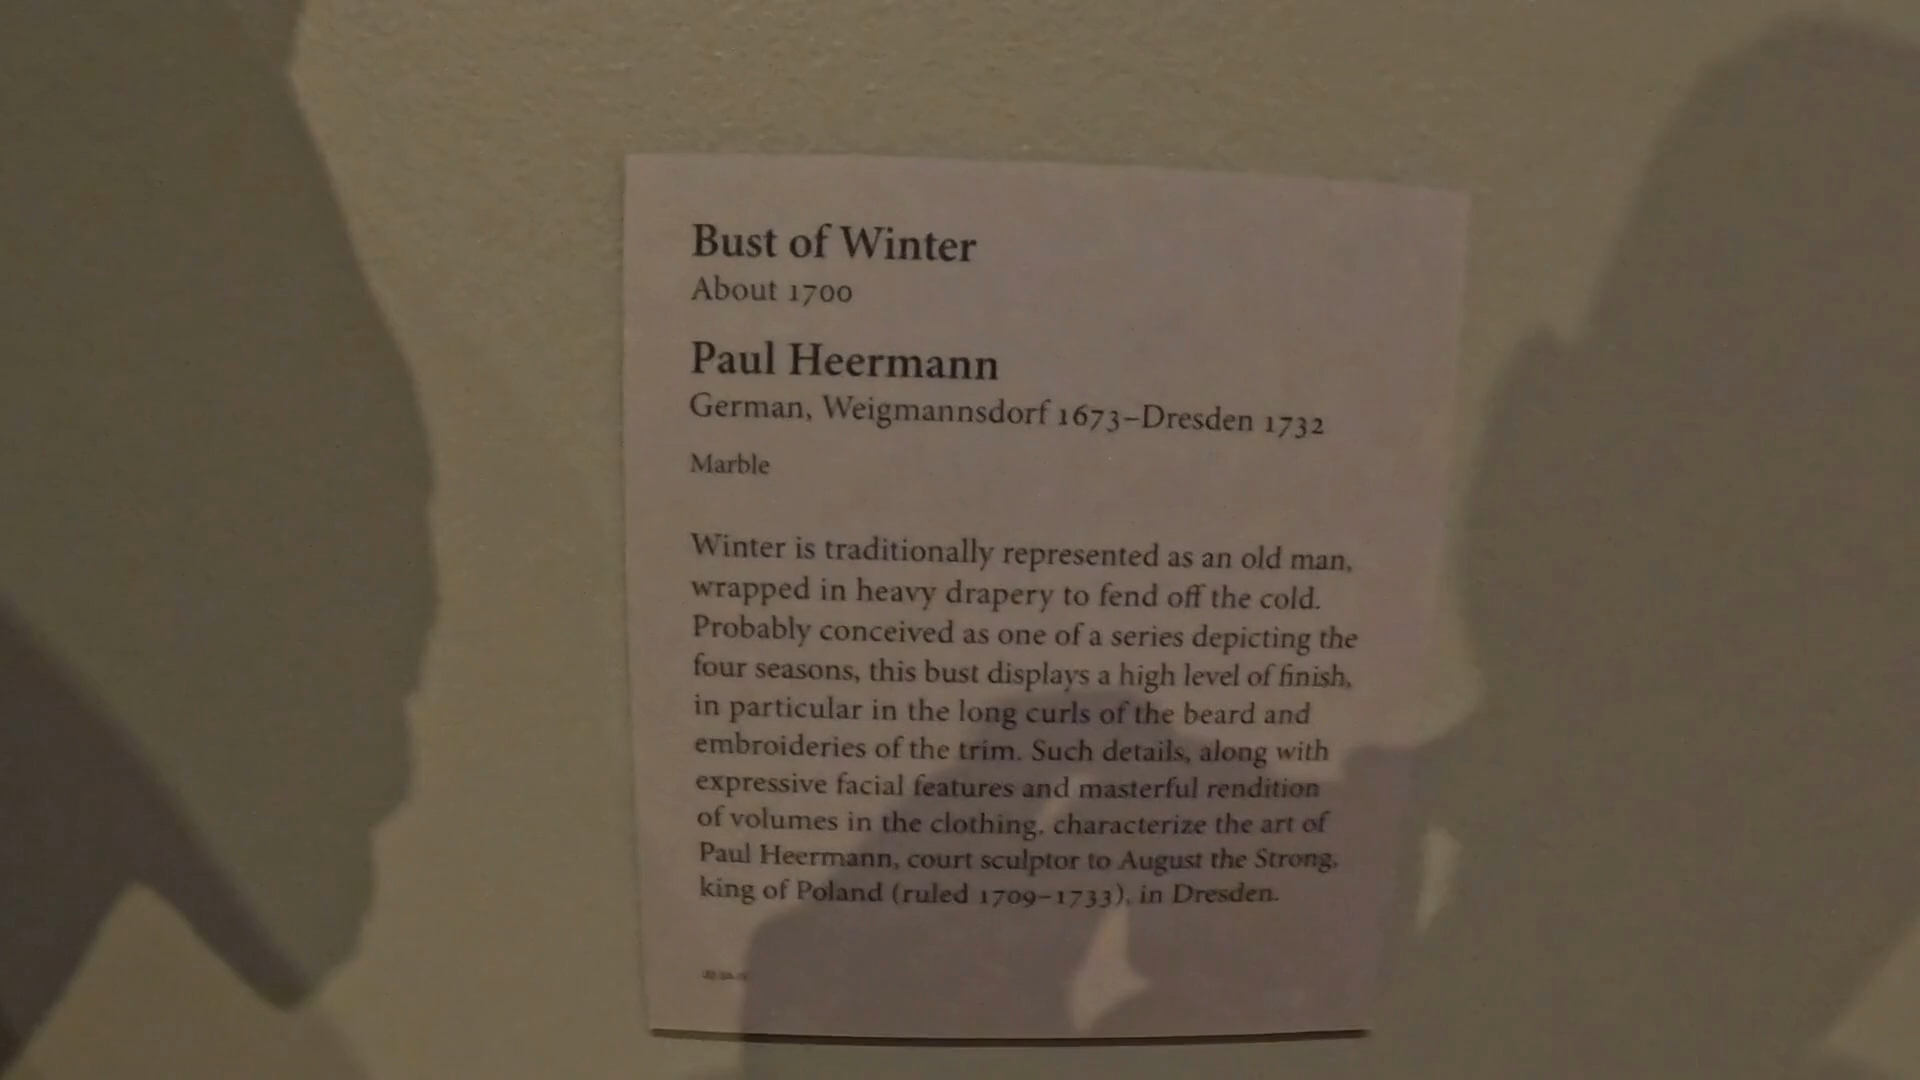 Bust of Winter
About 1700
Paul Heermann
German, Weigmannsdorf 1673–Dresden 1732
Marble
Winter is traditionally represented as an old man,
wrapped in heavy drapery to fend off the cold.
Probably conceived as one of a series depicting the
four seasons, this bust displays a high level of finish,
in particular in the long curls of the beard and
embroideries of the trim. Such details, along with
expressive facial features and masterful rendition
of volumes in the clothing, characterize the art of
Paul Heermann, court sculptor to August the Strong,
king of Poland (ruled 1709–1733), in Dresden.